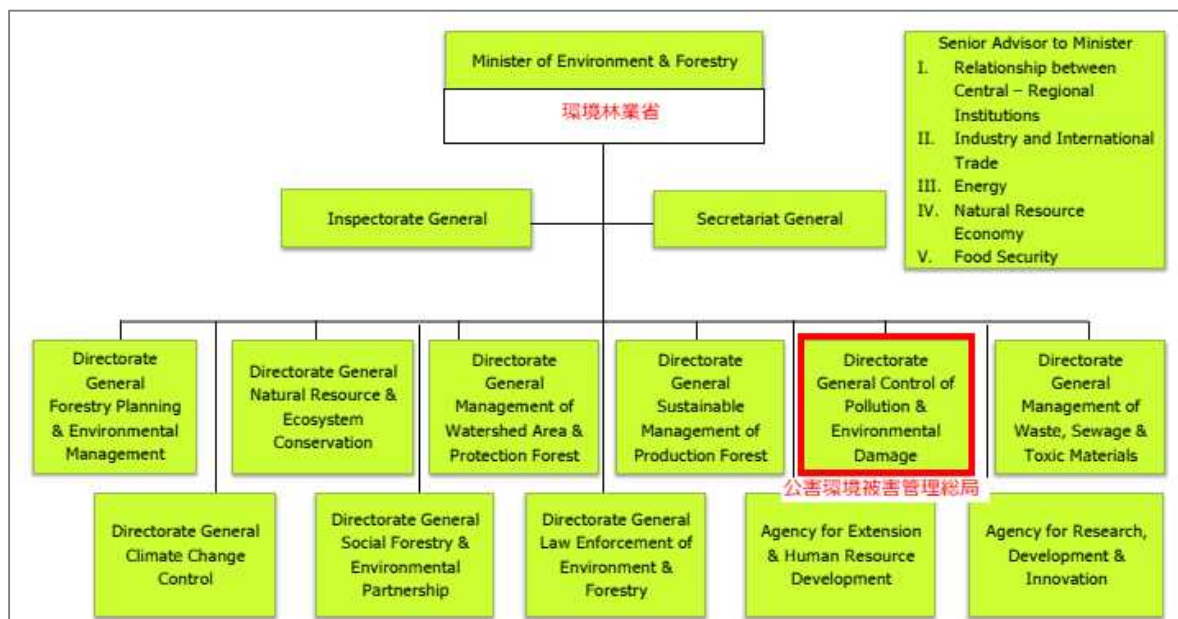 Minister of Environment & Forestry
環境林業省
Senior Advisor to Minister
I. Relationship between
Central – Regional
Institutions
II. Industry and International
Trade
III. Energy
IV. Natural Resource
Economy
V. Food Security
Inspectorate General
Secretariat General
Directorate
General
Forestry Planning
& Environmental
Management
Directorate General
Natural Resource &
Ecosystem
Conservation
Directorate
General
Management of
Watershed Area &
Protection Forest
Directorate
General
Sustainable
Management of
Production Forest
Directorate
General Control of
Pollution &
Environmental
Damage
公害環境被害管理総局
Directorate
General
Management of
Waste, Sewage &
Toxic Materials
Directorate General
Climate Change
Control
Directorate General
Social Forestry &
Environmental
Partnership
Directorate General
Law Enforcement of
Environment &
Forestry
Agency for Extension
& Human Resource
Development
Agency for Research,
Development &
Innovation